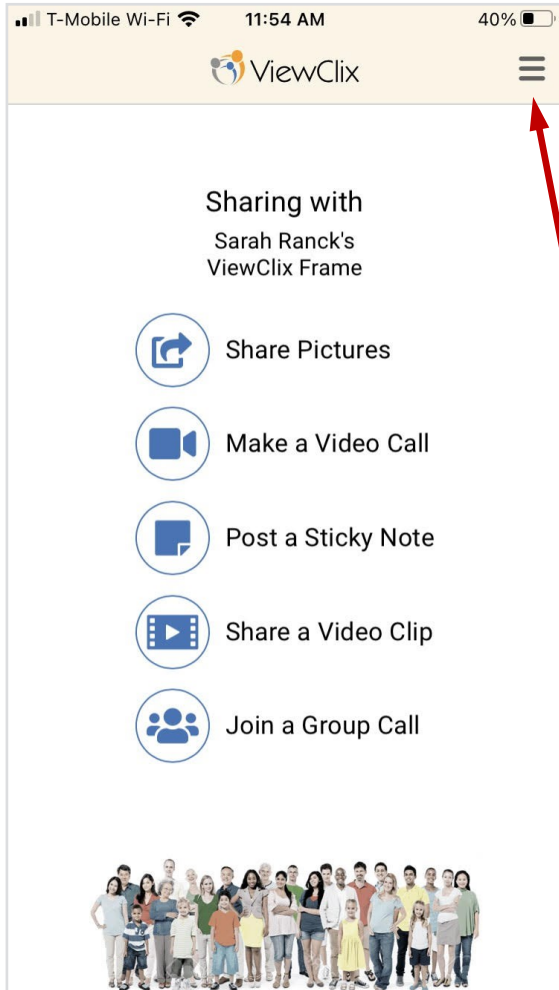 T-Mobile Wi-Fi 11:54 AM 40%
ViewClix
Sharing with
Sarah Ranck's
ViewClix Frame
Share Pictures
Make a Video Call
Post a Sticky Note
Share a Video Clip
Join a Group Call